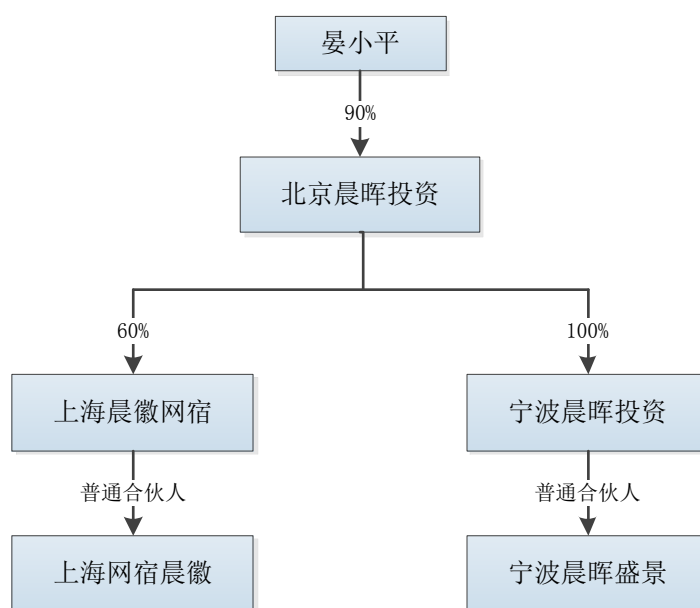 晏小平
90%
北京晨晖投资
60%
100%
上海晨徽网宿
宁波晨晖投资
普通合伙人
普通合伙人
上海网宿晨徽
宁波晨晖盛景